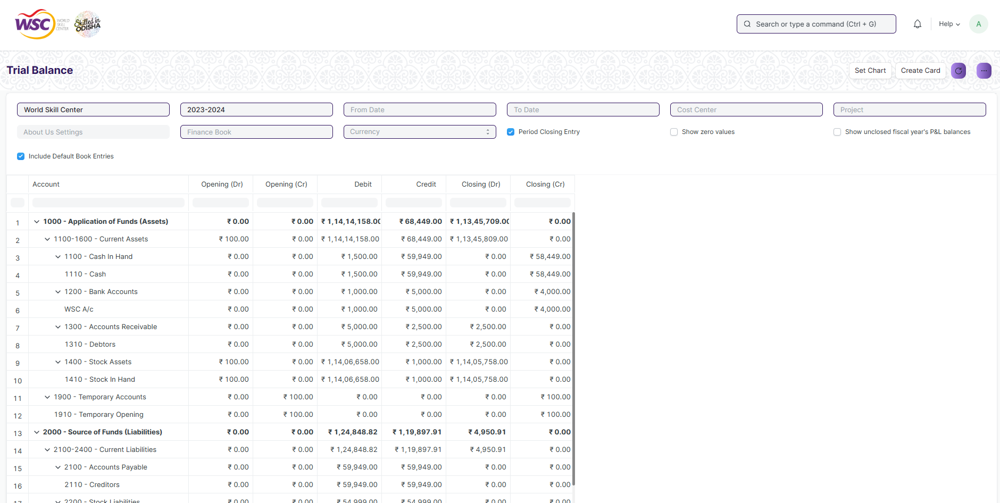 WSC WORLD SKILL CENTER Skilled in ODISHA
Search or type a command (Ctrl + G)
Help
A
Trial Balance
Set Chart Create Card
World Skill Center 2023-2024 From Date To Date Cost Center Project
About Us Settings Finance Book Currency Period Closing Entry Show zero values Show unclosed fiscal year's P&L balances
Include Default Book Entries
Account Opening (Dr) Opening (Cr) Debit Credit Closing (Dr) Closing (Cr)
1 1000 - Application of Funds (Assets) ₹ 0.00 ₹ 0.00 ₹ 1,14,14,158.00 ₹ 68,449.00 ₹ 1,13,45,709.00 ₹ 0.00
2 1100-1600 - Current Assets ₹ 100.00 ₹ 0.00 ₹ 1,14,14,158.00 ₹ 68,449.00 ₹ 1,13,45,809.00 ₹ 0.00
3 1100 - Cash In Hand ₹ 0.00 ₹ 0.00 ₹ 1,500.00 ₹ 59,949.00 ₹ 0.00 ₹ 58,449.00
4 1110 - Cash ₹ 0.00 ₹ 0.00 ₹ 1,500.00 ₹ 59,949.00 ₹ 0.00 ₹ 58,449.00
5 1200 - Bank Accounts ₹ 0.00 ₹ 0.00 ₹ 1,000.00 ₹ 5,000.00 ₹ 0.00 ₹ 4,000.00
6 WSC A/c ₹ 0.00 ₹ 0.00 ₹ 1,000.00 ₹ 5,000.00 ₹ 0.00 ₹ 4,000.00
7 1300 - Accounts Receivable ₹ 0.00 ₹ 0.00 ₹ 5,000.00 ₹ 2,500.00 ₹ 2,500.00 ₹ 0.00
8 1310 - Debtors ₹ 0.00 ₹ 0.00 ₹ 5,000.00 ₹ 2,500.00 ₹ 2,500.00 ₹ 0.00
9 1400 - Stock Assets ₹ 100.00 ₹ 0.00 ₹ 1,14,06,658.00 ₹ 1,000.00 ₹ 1,14,05,758.00 ₹ 0.00
10 1410 - Stock In Hand ₹ 100.00 ₹ 0.00 ₹ 1,14,06,658.00 ₹ 1,000.00 ₹ 1,14,05,758.00 ₹ 0.00
11 1900 - Temporary Accounts ₹ 0.00 ₹ 100.00 ₹ 0.00 ₹ 0.00 ₹ 0.00 ₹ 100.00
12 1910 - Temporary Opening ₹ 0.00 ₹ 100.00 ₹ 0.00 ₹ 0.00 ₹ 0.00 ₹ 100.00
13 2000 - Source of Funds (Liabilities) ₹ 0.00 ₹ 0.00 ₹ 1,24,848.82 ₹ 1,19,897.91 ₹ 4,950.91 ₹ 0.00
14 2100-2400 - Current Liabilities ₹ 0.00 ₹ 0.00 ₹ 1,24,848.82 ₹ 1,19,897.91 ₹ 4,950.91 ₹ 0.00
15 2100 - Accounts Payable ₹ 0.00 ₹ 0.00 ₹ 59,949.00 ₹ 59,949.00 ₹ 0.00 ₹ 0.00
16 2110 - Creditors ₹ 0.00 ₹ 0.00 ₹ 59,949.00 ₹ 59,949.00 ₹ 0.00 ₹ 0.00
17 2200 - Stock Liabilities ₹ 0.00 ₹ 0.00 ₹ 54,999.00 ₹ 54,999.00 ₹ 0.00 ₹ 0.00